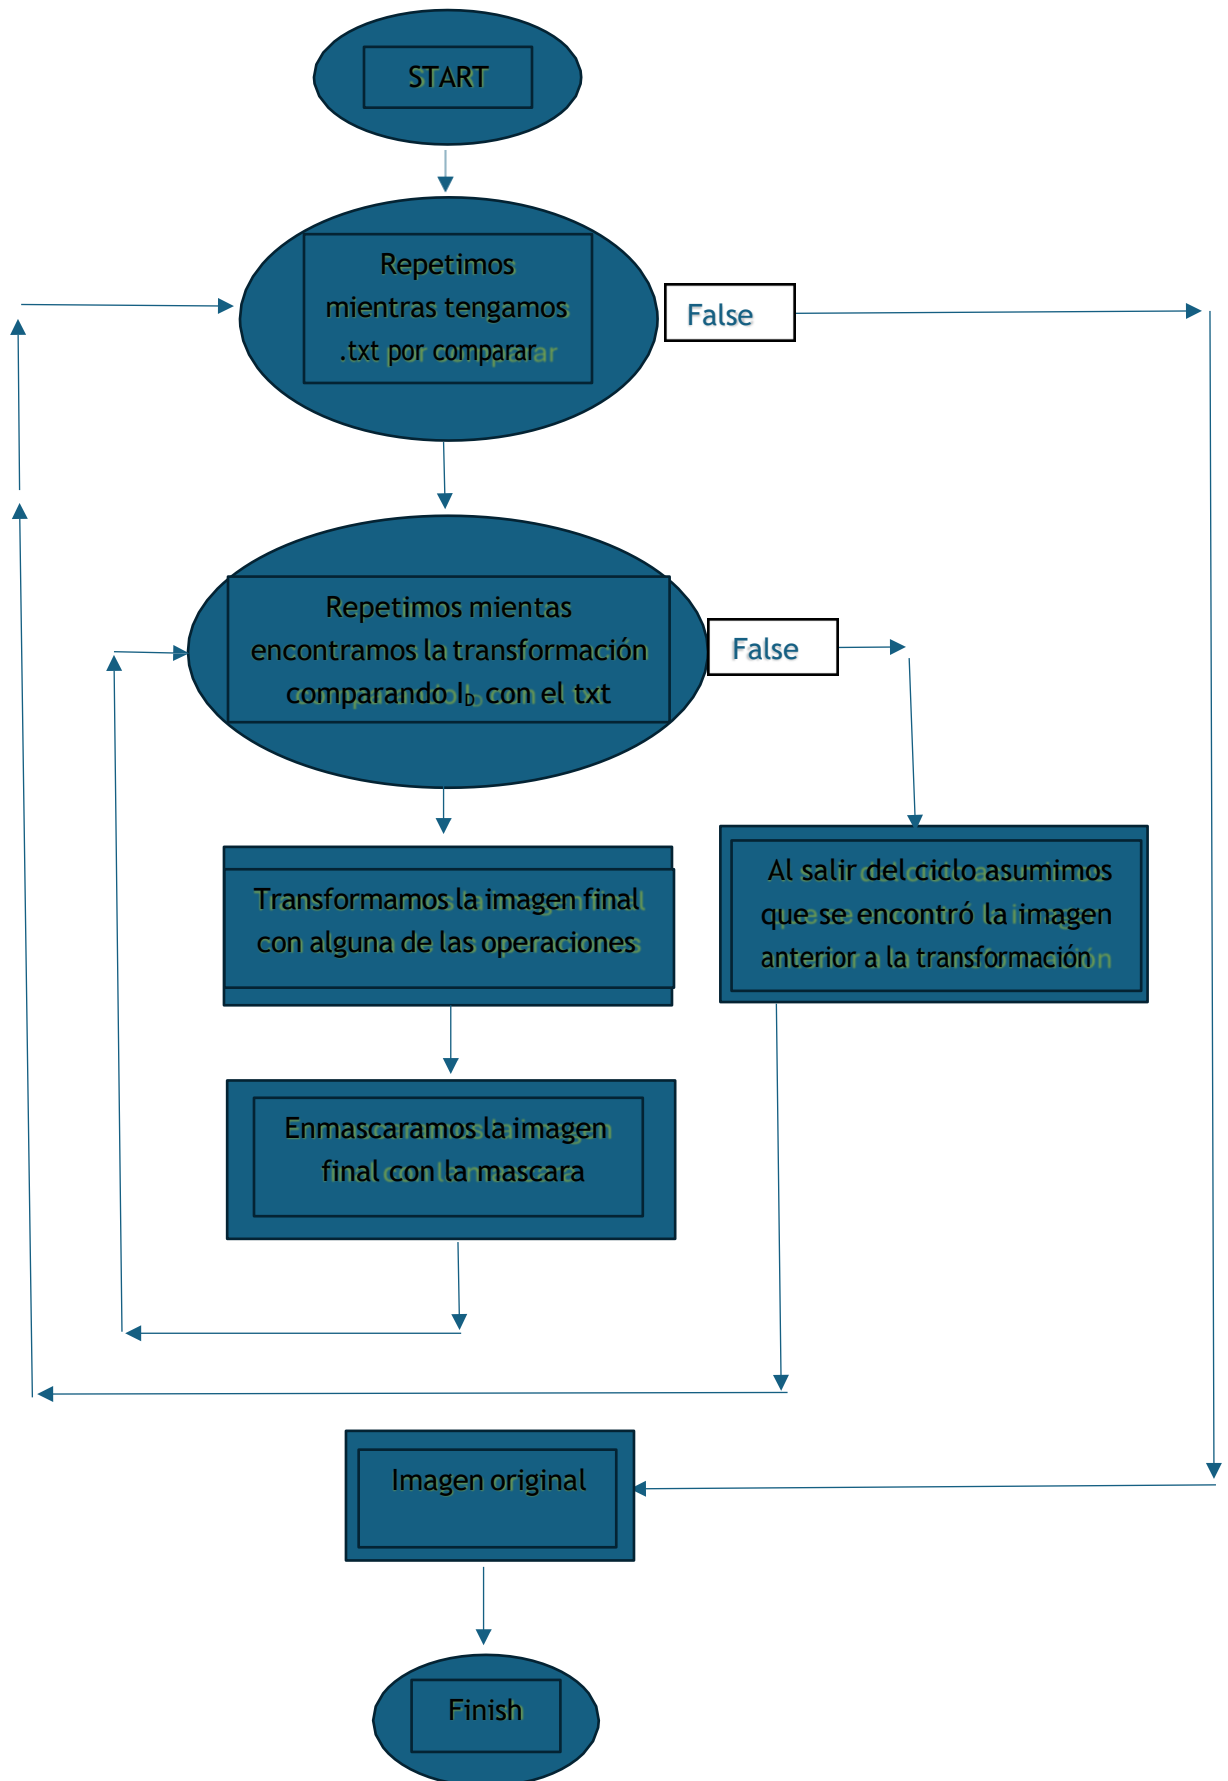 START
Repetimos
mientras tengamos
.txt por comparar
False
Repetimos mientas
encontramos la transformación
comparando I_D con el txt
False
Transformamos la imagen final
con alguna de las operaciones
Al salir del ciclo asumimos
que se encontró la imagen
anterior a la transformación
Enmascaramos la imagen
final con la mascara
Imagen original
Finish